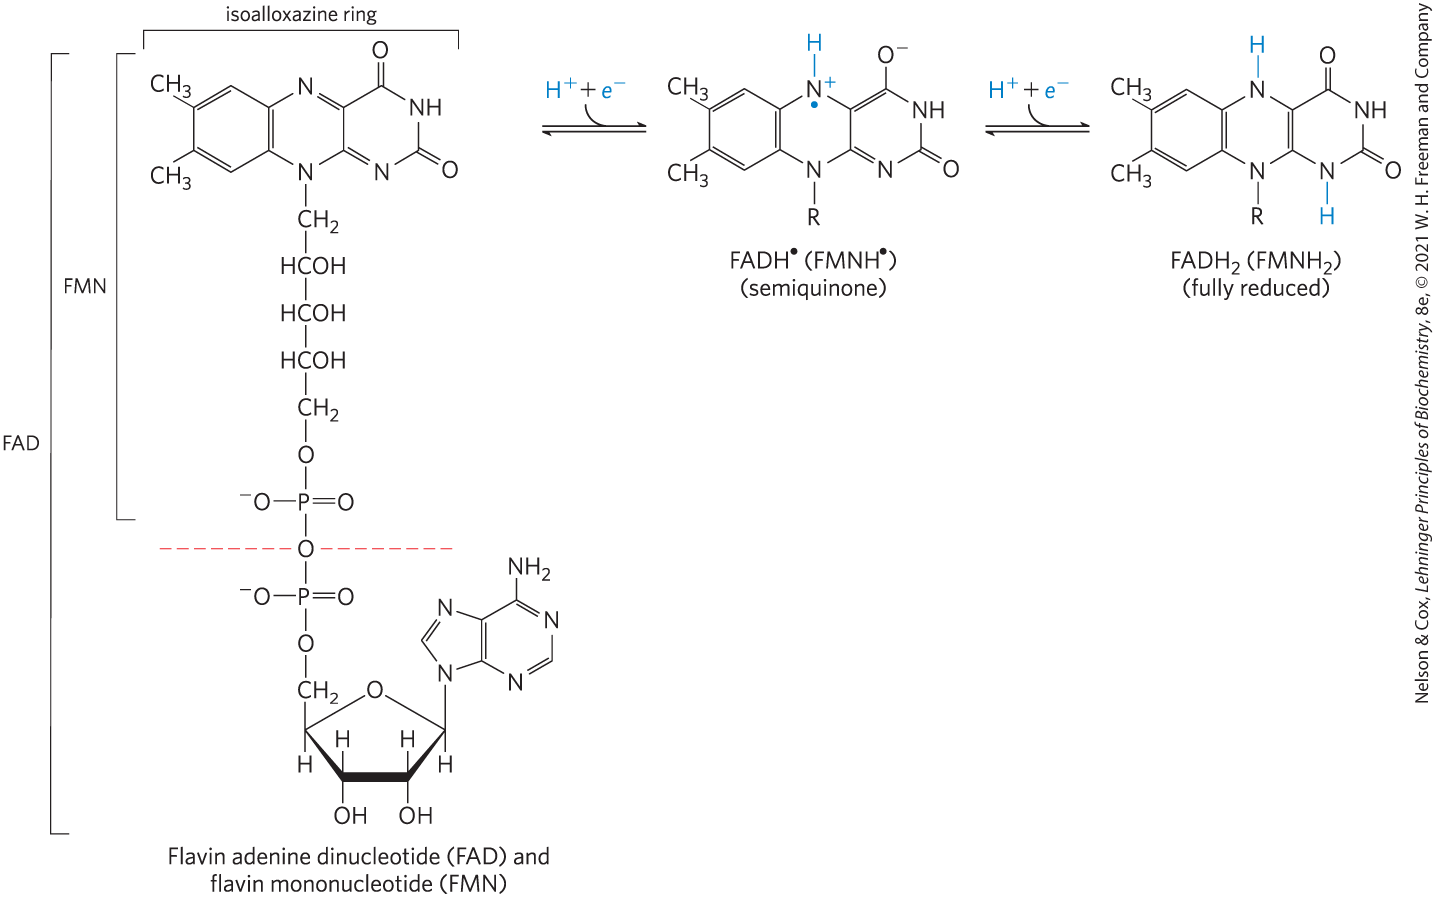 isoalloxazine ring
O
CH3 N NH
CH3 N N O
CH2
HCOH
HCOH
HCOH
CH2
O
⁻O—P=O
O
⁻O—P=O
O
CH2 O
H H H H
OH OH
NH2
N N
N N
FMN
FAD
Flavin adenine dinucleotide (FAD) and
flavin mononucleotide (FMN)
H⁺ + e⁻
H O⁻
CH3 N⁺ NH
•
CH3 N N O
R
FADH• (FMNH•)
(semiquinone)
H⁺ + e⁻
H O
CH3 N NH
CH3 N N O
R H
FADH2 (FMNH2)
(fully reduced)
Nelson & Cox, Lehninger Principles of Biochemistry, 8e, © 2021 W. H. Freeman and Company